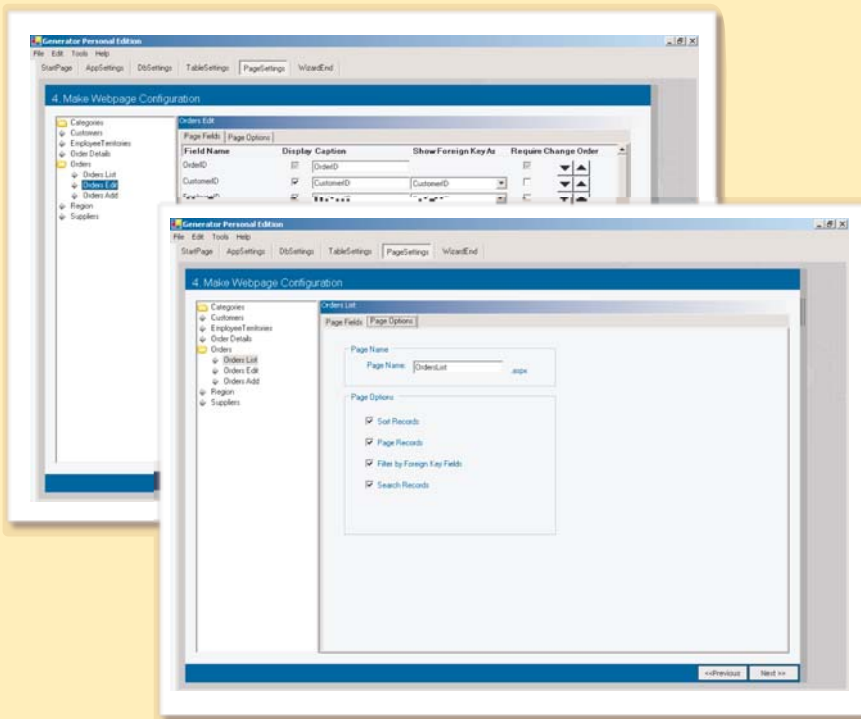 Generator Personal Edition
File Edit Tools Help
StartPage AppSettings DbSettings TableSettings PageSettings WizardEnd
4. Make Webpage Configuration
Categories
Customers
EmployeeTerritories
Order Details
Orders
Orders List
Orders Edit
Orders Add
Region
Suppliers
Orders Edit
Page Fields Page Options
Field Name Display Caption Show Foreign Key As Require Change Order
OrderID OrderID
CustomerID CustomerID CustomerID
Generator Personal Edition
File Edit Tools Help
StartPage AppSettings DbSettings TableSettings PageSettings WizardEnd
4. Make Webpage Configuration
Categories
Customers
EmployeeTerritories
Order Details
Orders
Orders List
Orders Edit
Orders Add
Region
Suppliers
Orders List
Page Fields Page Options
Page Name
Page Name OrdersList .aspx
Page Options
Sort Records
Page Records
Filter by Foreign Key Fields
Search Records
<<Previous Next >>